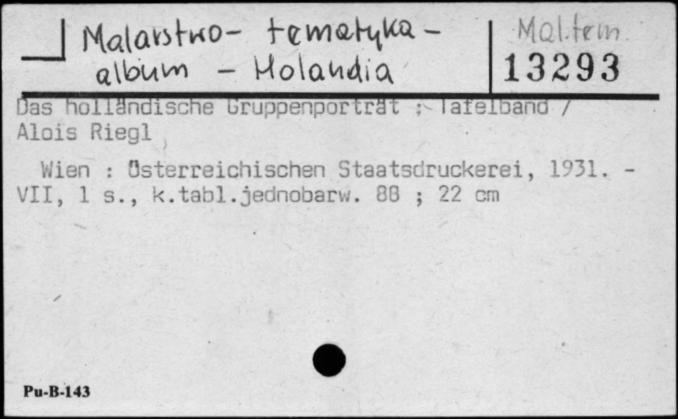 Malarstwo- tematyka-
album - Holandia
Mal.tem.
13293
Das holländische Gruppenporträt : Tafelband /
Alois Riegl
Wien : Österreichischen Staatsdruckerei, 1931. -
VII, 1 s., k.tabl.jednobarw. 88 ; 22 cm
Pu-B-143